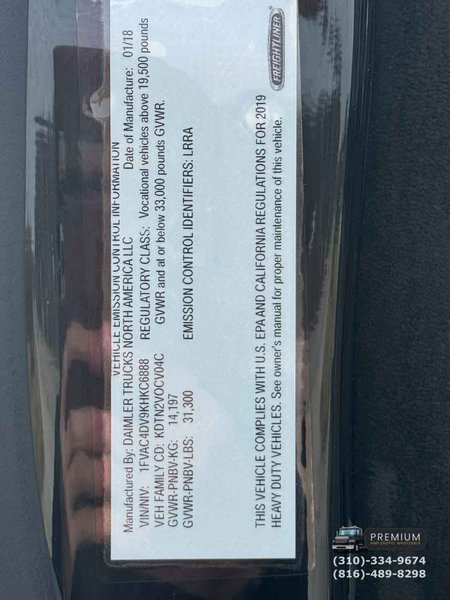 VEHICLE EMISSION CONTROL INFORMATION
Manufactured By: DAIMLER TRUCKS NORTH AMERICA LLC Date of Manufacture: 01/18
VIN/NIV: 1FVAC4DV9KHKC6888 REGULATORY CLASS: Vocational vehicles above 19,500 pounds
VEH FAMILY CD: KDTN2VOCV04C GVWR and at or below 33,000 pounds GVWR.
GVWR-PNBV-KG: 14,197
GVWR-PNBV-LBS: 31,300 EMISSION CONTROL IDENTIFIERS: LRRA
THIS VEHICLE COMPLIES WITH U.S. EPA AND CALIFORNIA REGULATIONS FOR 2019
HEAVY DUTY VEHICLES. See owner's manual for proper maintenance of this vehicle.
FREIGHTLINER
PREMIUM
(310)-334-9674
(816)-489-8298